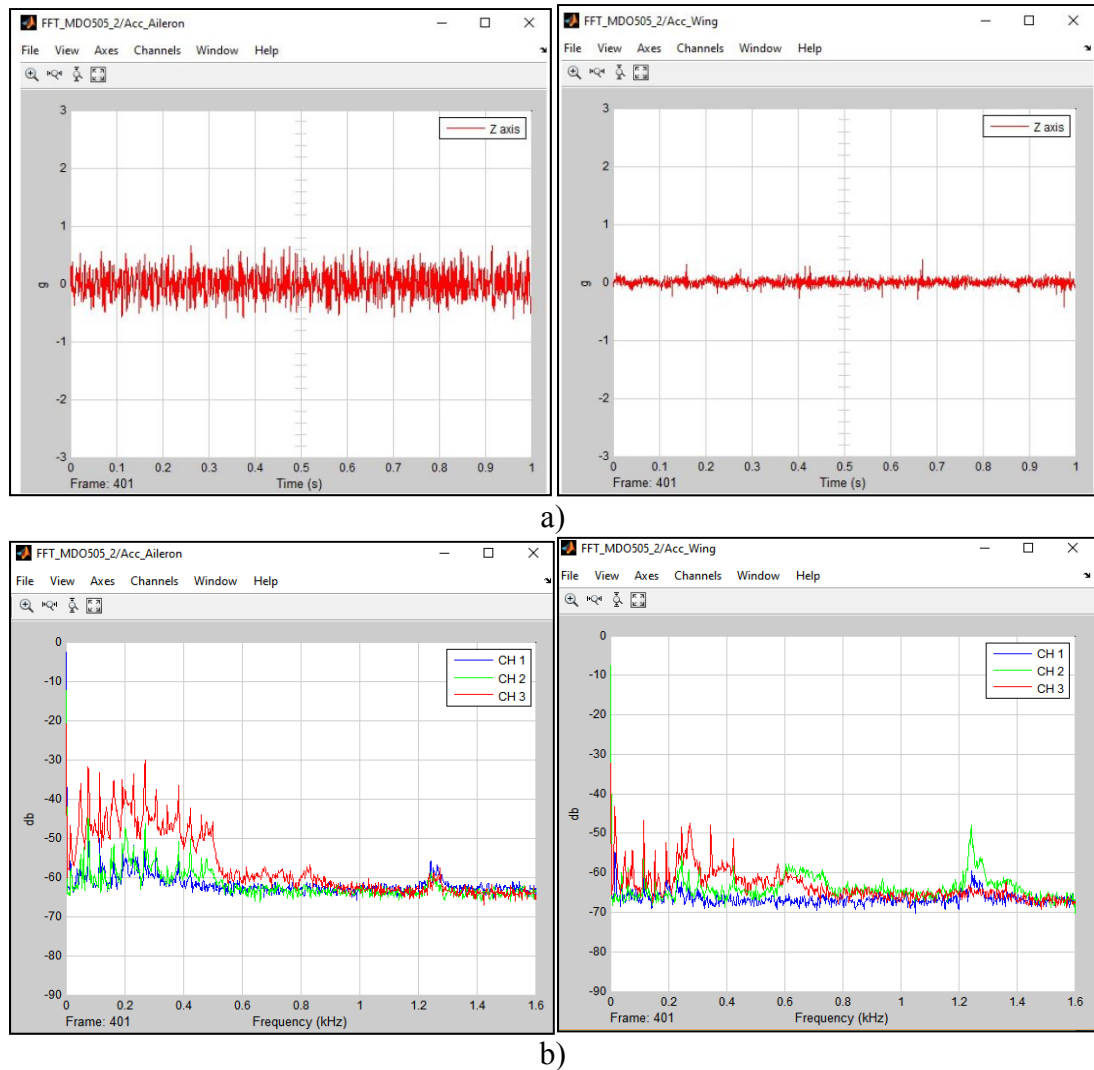 FFT_MDO505_2/Acc_Aileron
File View Axes Channels Window Help
Z axis
3
2
1
0
-1
-2
-3
g
0 0.1 0.2 0.3 0.4 0.5 0.6 0.7 0.8 0.9 1
Frame: 401 Time (s)
FFT_MDO505_2/Acc_Wing
File View Axes Channels Window Help
Z axis
3
2
1
0
-1
-2
-3
g
0 0.1 0.2 0.3 0.4 0.5 0.6 0.7 0.8 0.9 1
Frame: 401 Time (s)
a)
FFT_MDO505_2/Acc_Aileron
File View Axes Channels Window Help
CH 1
CH 2
CH 3
0
-10
-20
-30
-40
-50
-60
-70
-80
-90
db
0 0.2 0.4 0.6 0.8 1 1.2 1.4 1.6
Frame: 401 Frequency (kHz)
FFT_MDO505_2/Acc_Wing
File View Axes Channels Window Help
CH 1
CH 2
CH 3
0
-10
-20
-30
-40
-50
-60
-70
-80
-90
db
0 0.2 0.4 0.6 0.8 1 1.2 1.4 1.6
Frame: 401 Frequency (kHz)
b)